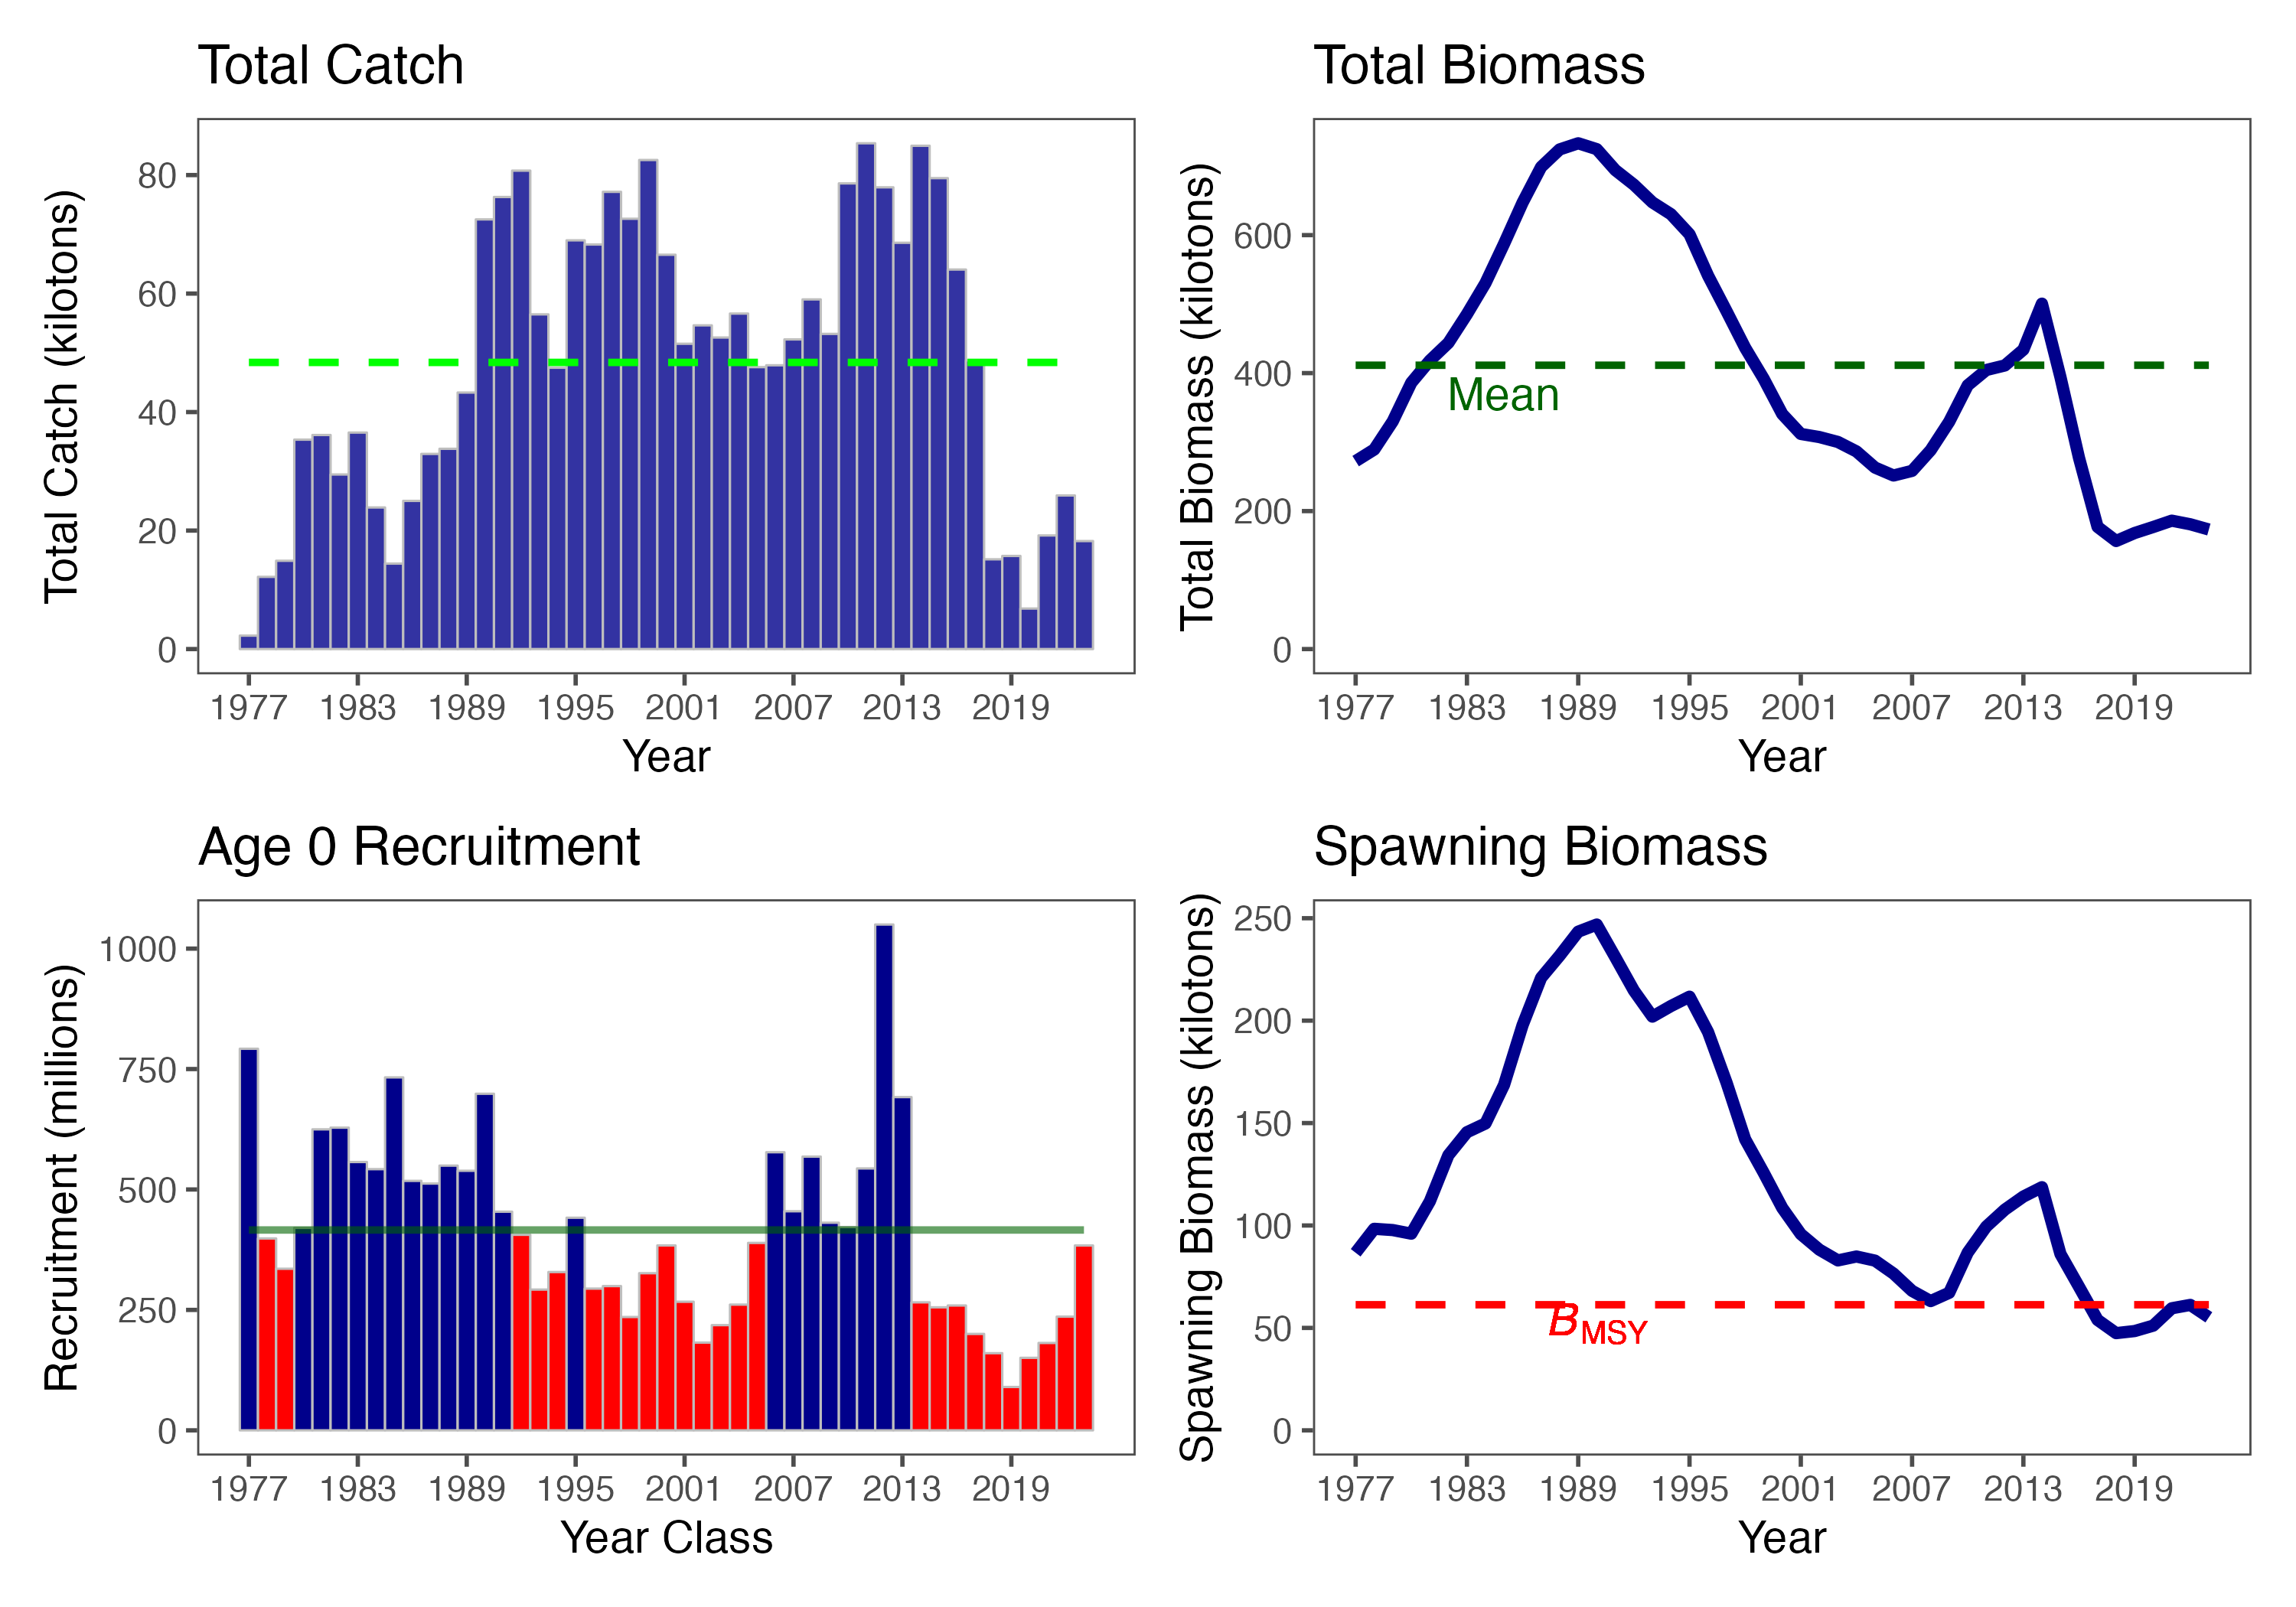 Total Catch
Total Catch (kilotons)
80
60
40
20
0
1977 1983 1989 1995 2001 2007 2013 2019
Year
Total Biomass
Total Biomass (kilotons)
600
400
200
0
Mean
1977 1983 1989 1995 2001 2007 2013 2019
Year
Age 0 Recruitment
Recruitment (millions)
1000
750
500
250
0
1977 1983 1989 1995 2001 2007 2013 2019
Year Class
Spawning Biomass
Spawning Biomass (kilotons)
250
200
150
100
50
0
BMSY
1977 1983 1989 1995 2001 2007 2013 2019
Year